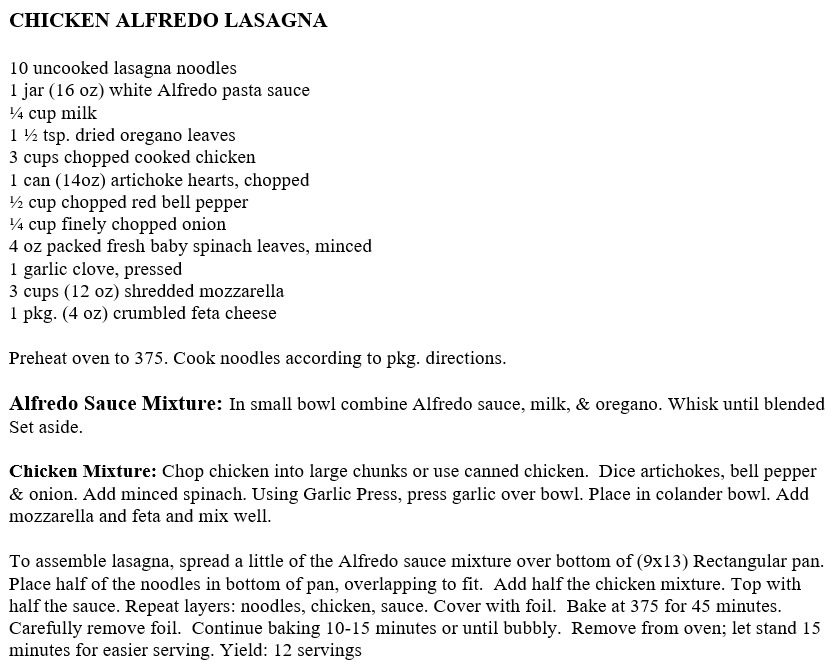 CHICKEN ALFREDO LASAGNA
10 uncooked lasagna noodles
1 jar (16 oz) white Alfredo pasta sauce
¼ cup milk
1 ½ tsp. dried oregano leaves
3 cups chopped cooked chicken
1 can (14oz) artichoke hearts, chopped
½ cup chopped red bell pepper
¼ cup finely chopped onion
4 oz packed fresh baby spinach leaves, minced
1 garlic clove, pressed
3 cups (12 oz) shredded mozzarella
1 pkg. (4 oz) crumbled feta cheese
Preheat oven to 375. Cook noodles according to pkg. directions.
Alfredo Sauce Mixture: In small bowl combine Alfredo sauce, milk, & oregano. Whisk until blended
Set aside.
Chicken Mixture: Chop chicken into large chunks or use canned chicken.  Dice artichokes, bell pepper
& onion. Add minced spinach. Using Garlic Press, press garlic over bowl. Place in colander bowl. Add
mozzarella and feta and mix well.
To assemble lasagna, spread a little of the Alfredo sauce mixture over bottom of (9x13) Rectangular pan.
Place half of the noodles in bottom of pan, overlapping to fit.  Add half the chicken mixture. Top with
half the sauce. Repeat layers: noodles, chicken, sauce. Cover with foil.  Bake at 375 for 45 minutes.
Carefully remove foil.  Continue baking 10-15 minutes or until bubbly.  Remove from oven; let stand 15
minutes for easier serving. Yield: 12 servings